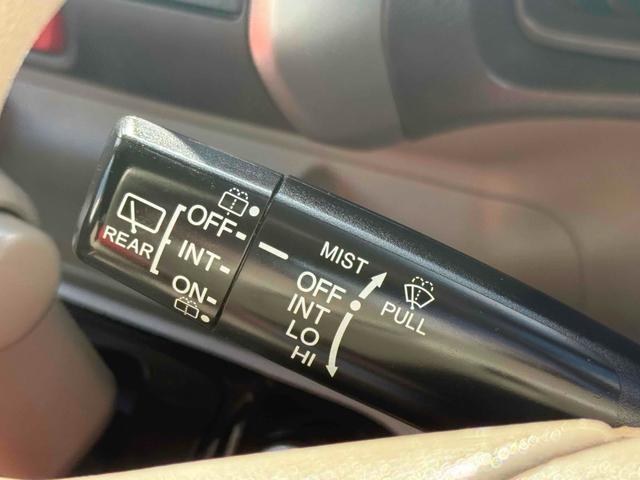 REAR
OFF
INT
ON
MIST
OFF
INT
LO
HI
PULL